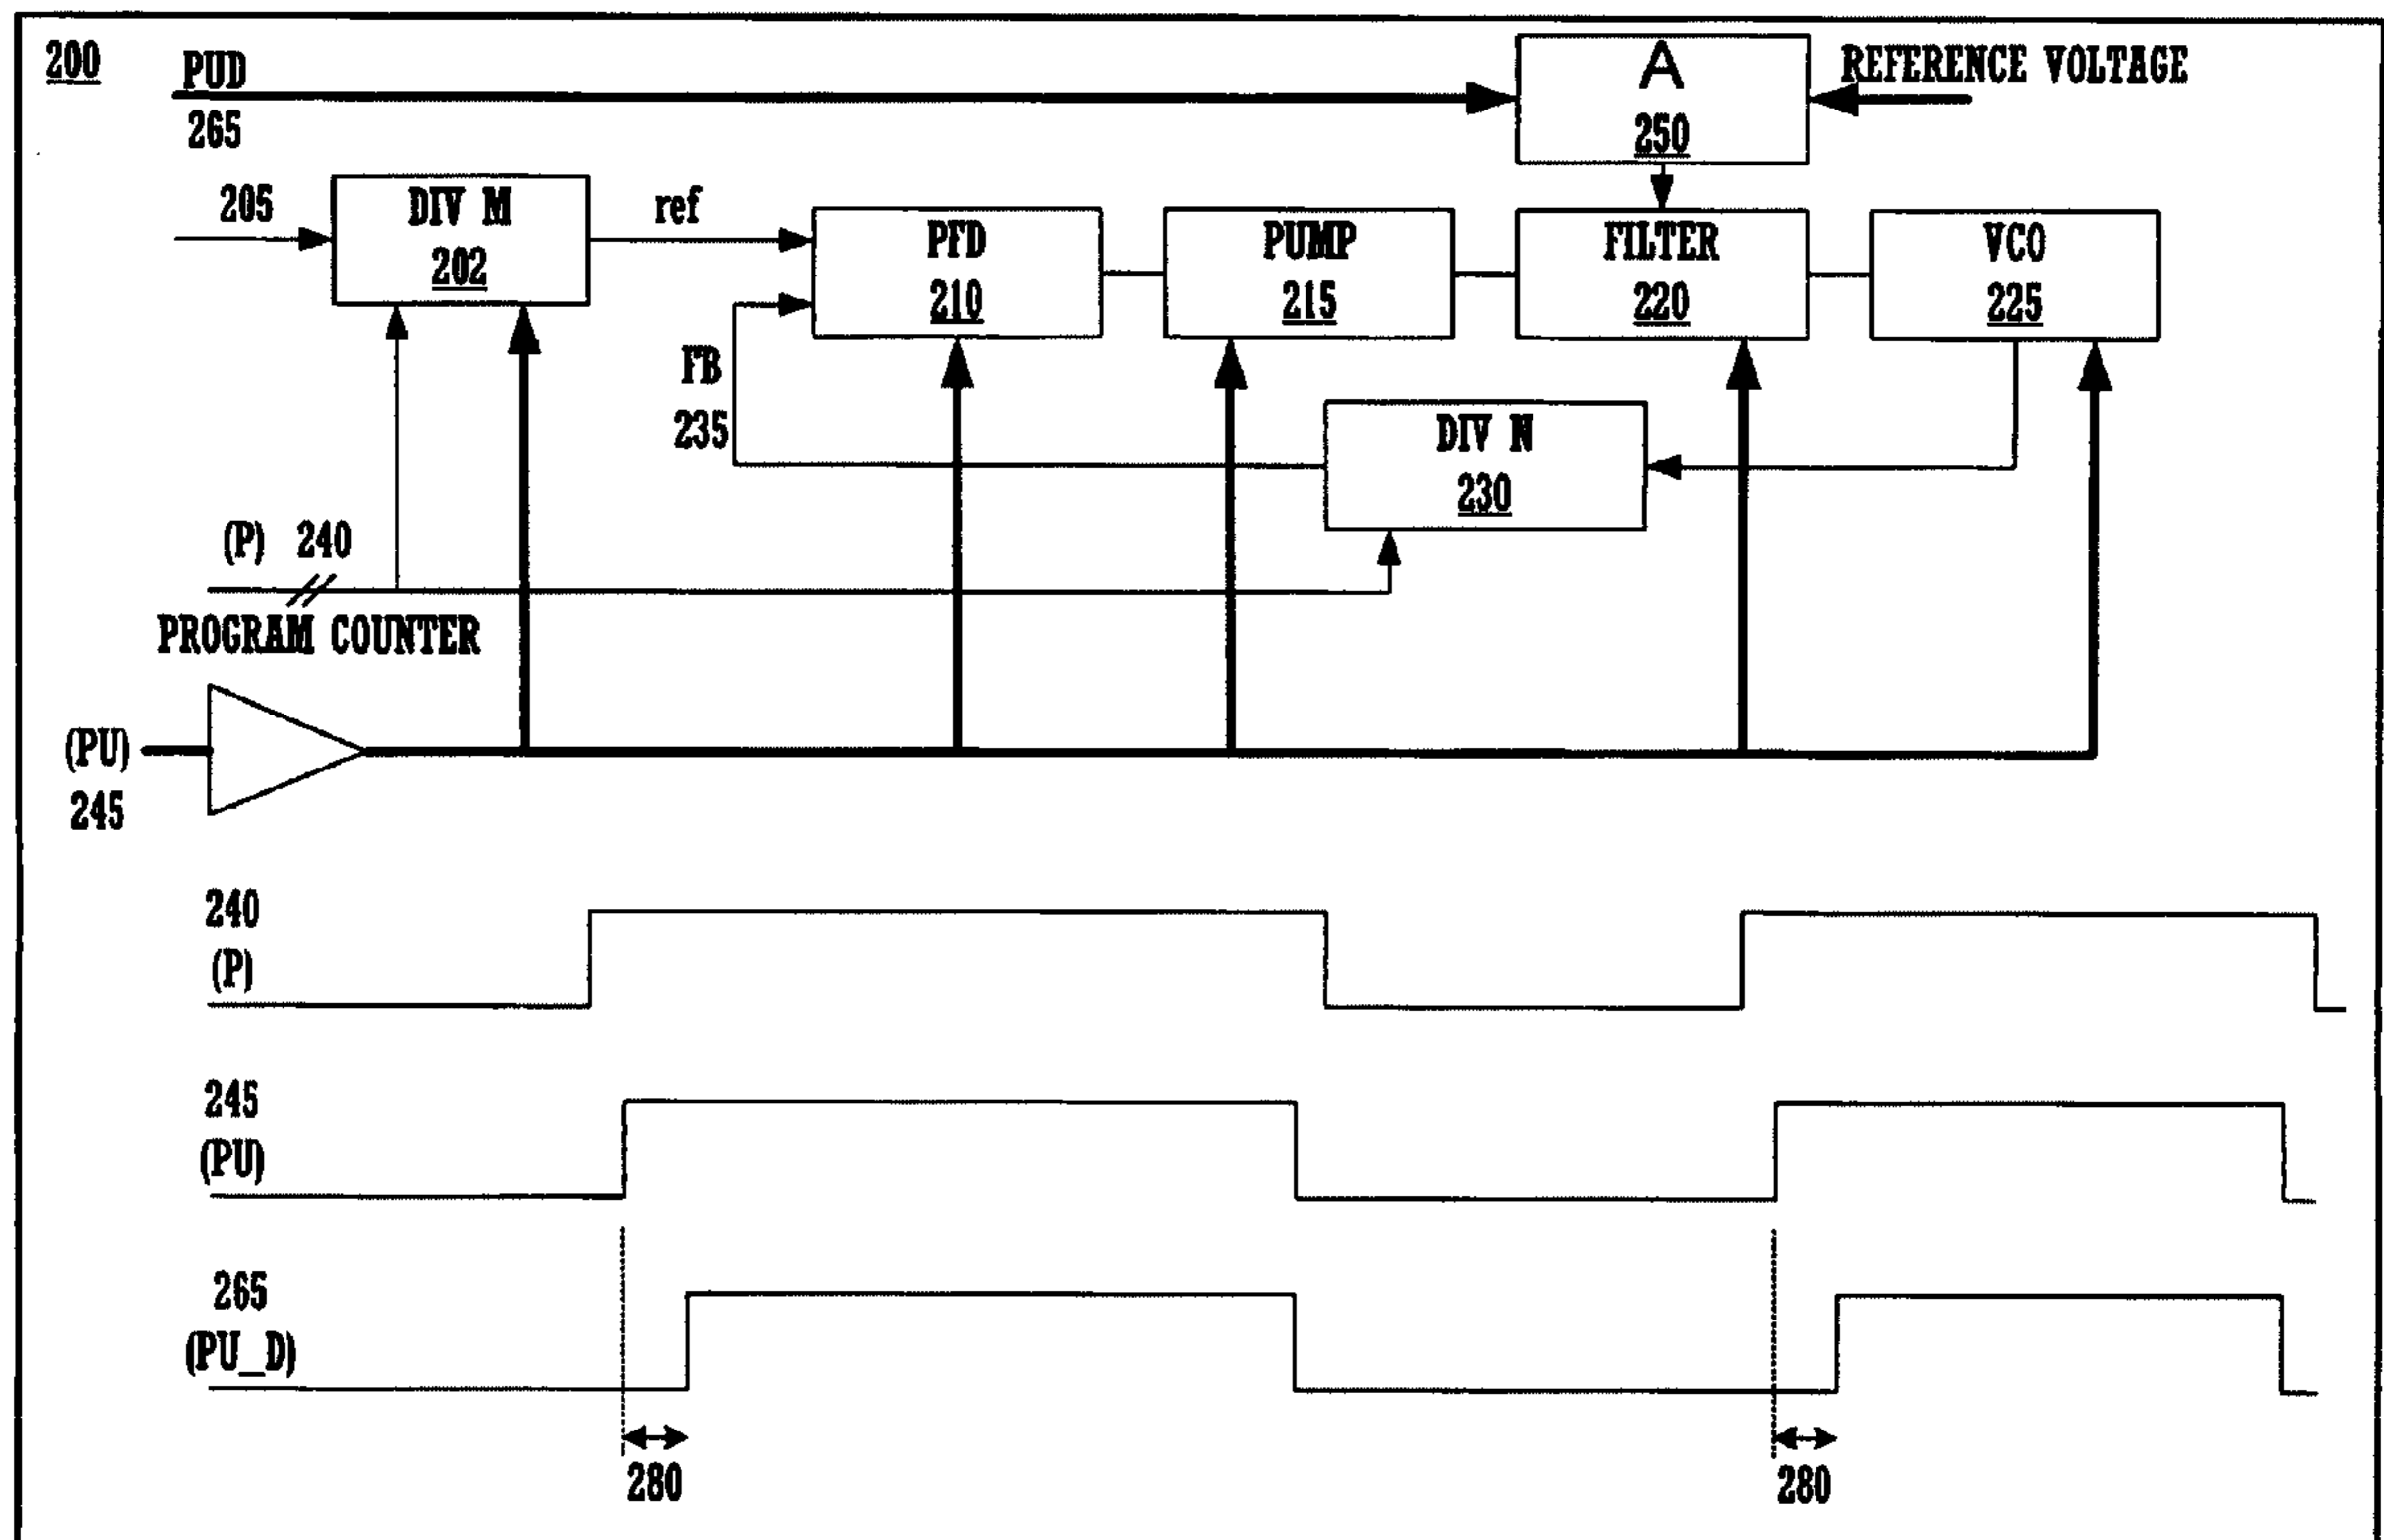 200
PUD
265
A
250
REFERENCE VOLTAGE
205
DIV M
202
ref
PFD
210
PUMP
215
FILTER
220
VCO
225
FB
235
DIV N
230
(P) 240
PROGRAM COUNTER
(PU)
245
240
(P)
245
(PU)
265
(PU_D)
280
280